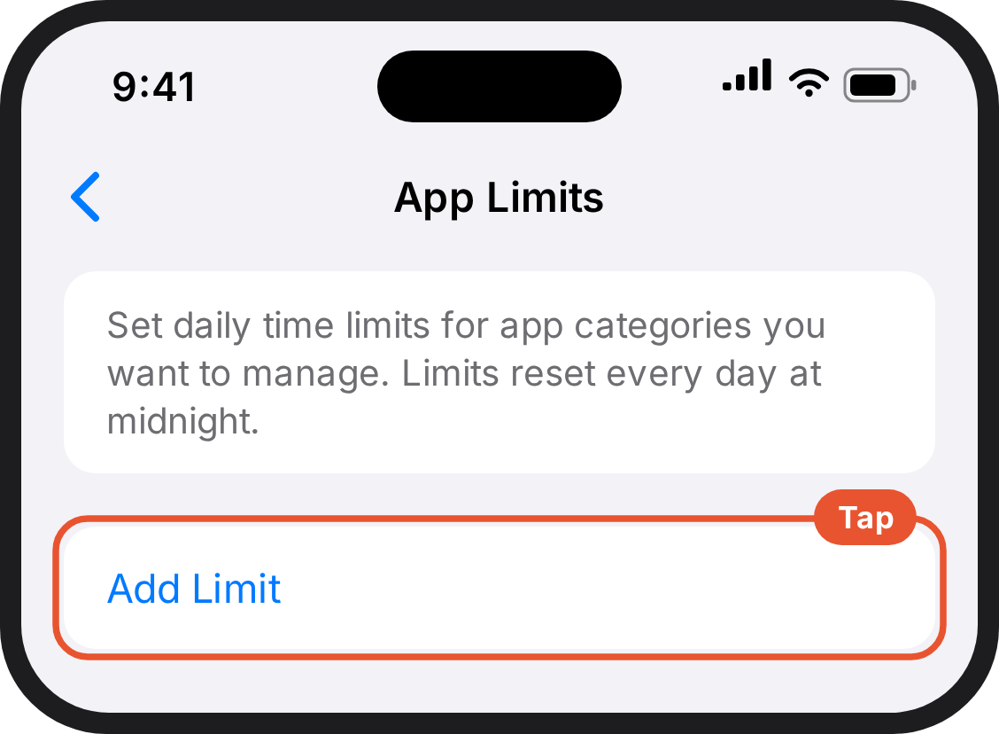 9:41
App Limits
Set daily time limits for app categories you
want to manage. Limits reset every day at
midnight.
Tap
Add Limit